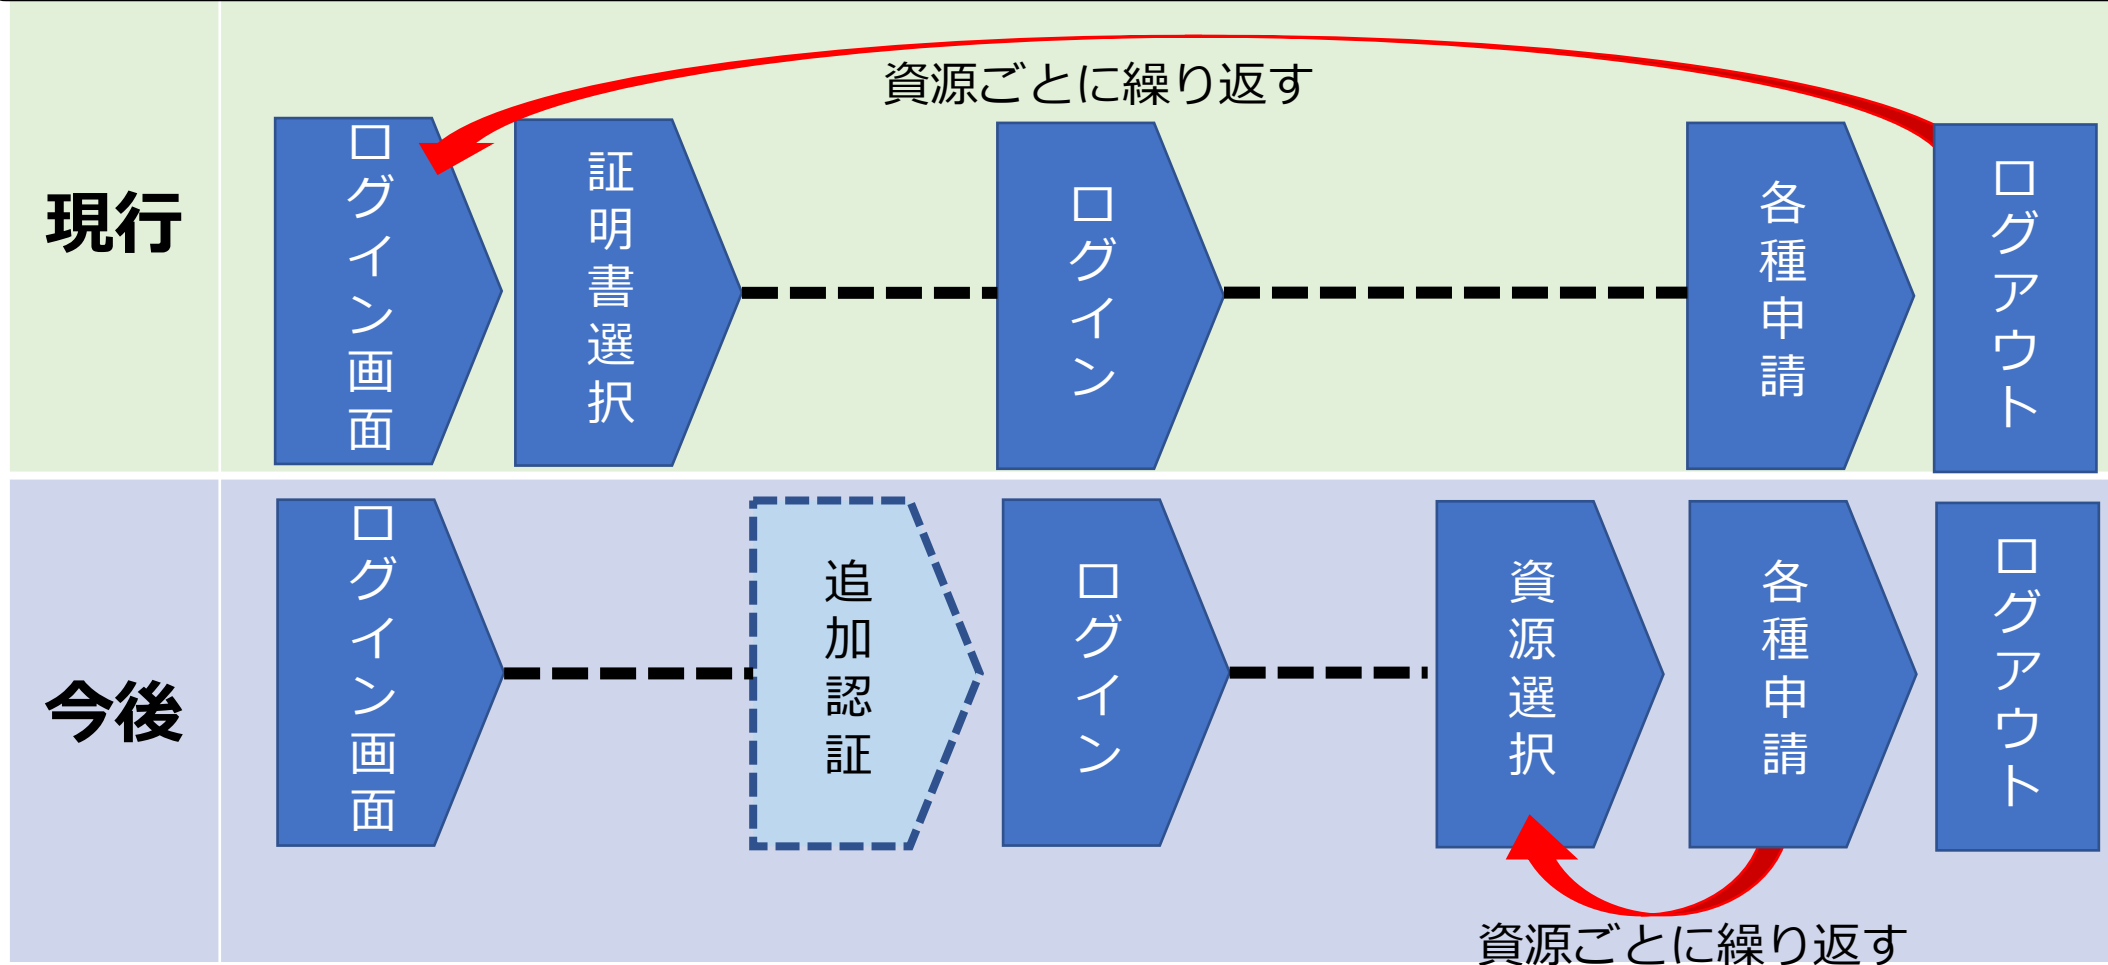 資源ごとに繰り返す
現行
ログイン画面
証明書選択
ログイン
各種申請
ログアウト
今後
ログイン画面
追加認証
ログイン
資源選択
各種申請
ログアウト
資源ごとに繰り返す